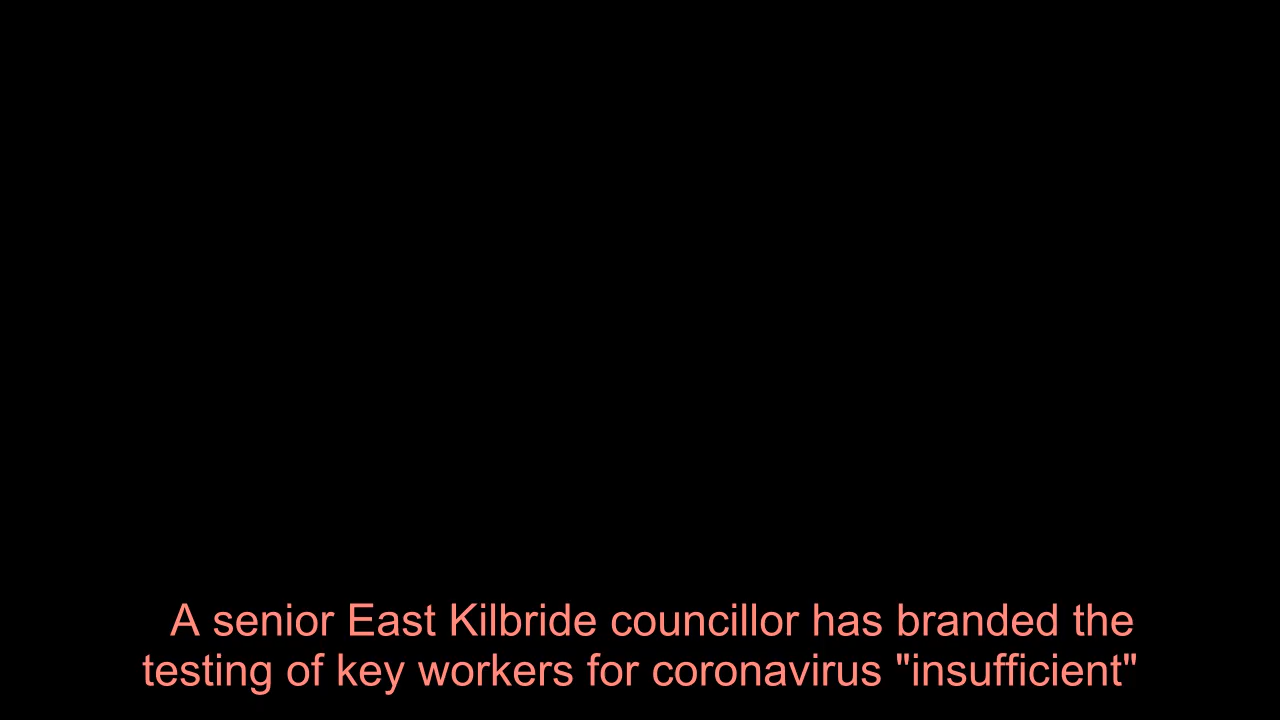 A senior East Kilbride councillor has branded the
testing of key workers for coronavirus "insufficient"